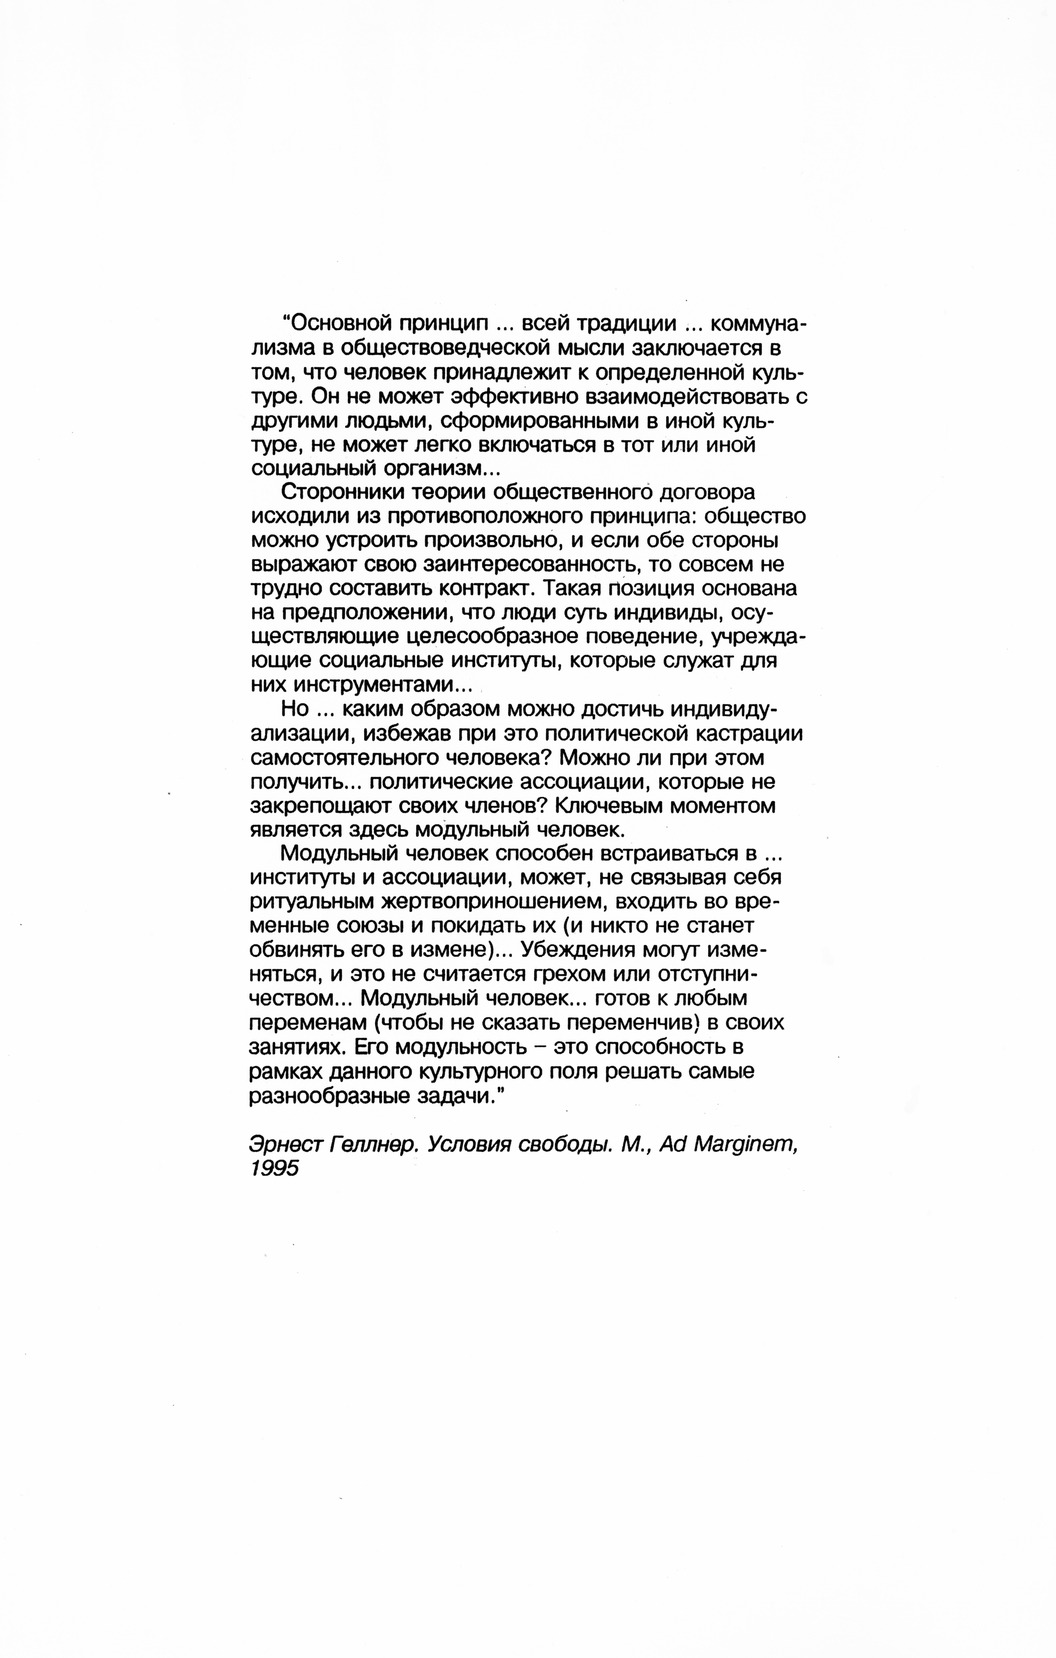 "Основной принцип ... всей традиции ... коммуна-
лизма в обществоведческой мысли заключается в
том, что человек принадлежит к определенной куль-
туре. Он не может эффективно взаимодействовать с
другими людьми, сформированными в иной куль-
туре, не может легко включаться в тот или иной
социальный организм...
Сторонники теории общественного договора
исходили из противоположного принципа: общество
можно устроить произвольно, и если обе стороны
выражают свою заинтересованность, то совсем не
трудно составить контракт. Такая позиция основана
на предположении, что люди суть индивиды, осу-
ществляющие целесообразное поведение, учрежда-
ющие социальные институты, которые служат для
них инструментами...
Но ... каким образом можно достичь индивиду-
ализации, избежав при это политической кастрации
самостоятельного человека? Можно ли при этом
получить... политические ассоциации, которые не
закрепощают своих членов? Ключевым моментом
является здесь модульный человек.
Модульный человек способен встраиваться в ...
институты и ассоциации, может, не связывая себя
ритуальным жертвоприношением, входить во вре-
менные союзы и покидать их (и никто не станет
обвинять его в измене)... Убеждения могут изме-
няться, и это не считается грехом или отступни-
чеством... Модульный человек... готов к любым
переменам (чтобы не сказать переменчив) в своих
занятиях. Его модульность – это способность в
рамках данного культурного поля решать самые
разнообразные задачи."
Эрнест Геллнер. Условия свободы. М., Ad Marginem,
1995